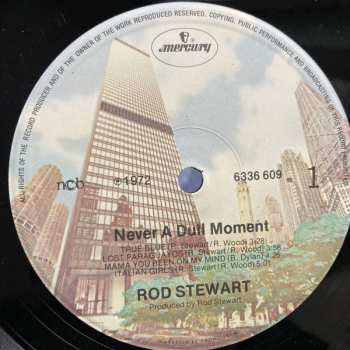 ALL RIGHTS OF THE RECORD PRODUCER AND OF THE OWNER OF THE WORK REPRODUCED RESERVED. COPYING, PUBLIC PERFORMANCE AND BROADCASTING OF THIS
mercury
ncb
℗1972
6336 609
1
Never A Dull Moment
TRUE BLUE(R. Stewart/R. Wood) 3:28
LOST PARAGUAYOS(R. Stewart/R. Wood) 3:56
MAMA YOU BEEN ON MY MIND (B. Dylan) 4:26
ITALIAN GIRLS(R. Stewart/R. Wood) 5:01
ROD STEWART
Produced by Rod Stewart